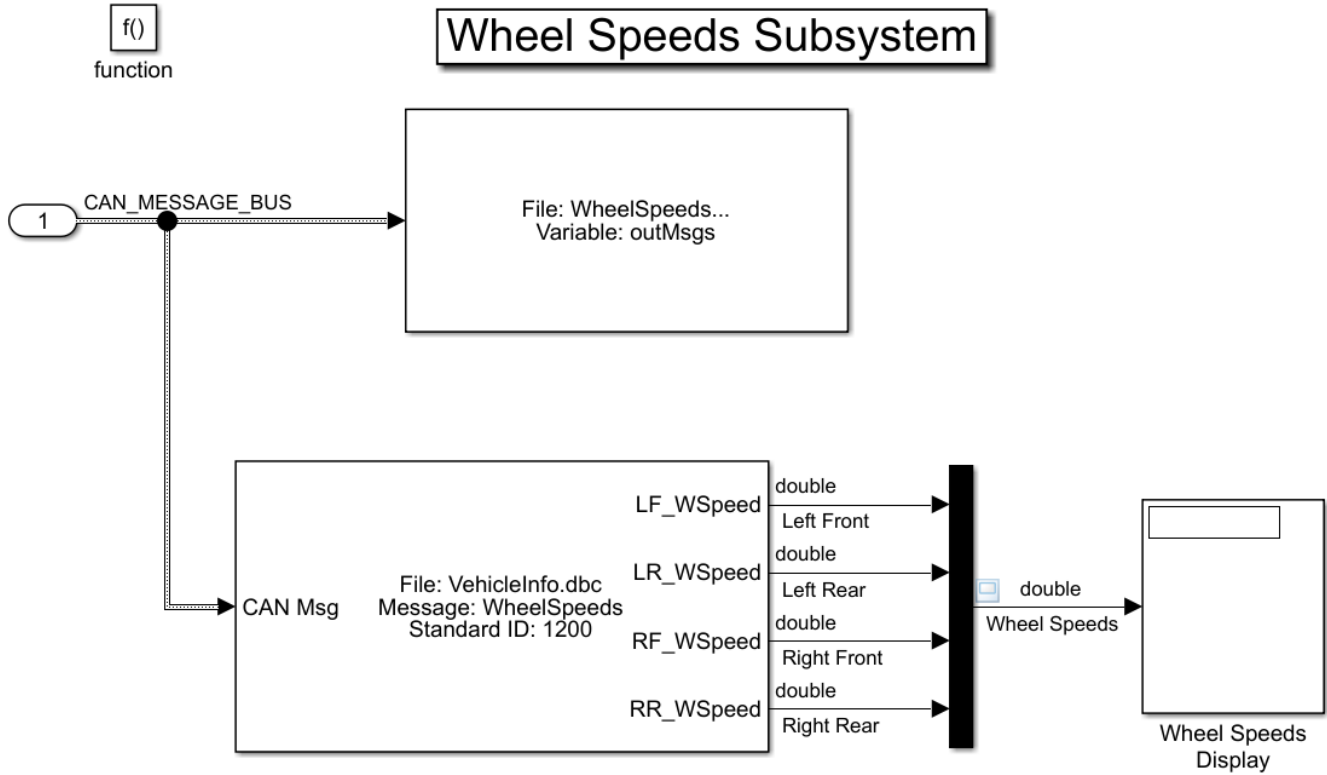 f()
function
Wheel Speeds Subsystem
1
CAN_MESSAGE_BUS
File: WheelSpeeds...
Variable: outMsgs
CAN Msg
File: VehicleInfo.dbc
Message: WheelSpeeds
Standard ID: 1200
LF_WSpeed
LR_WSpeed
RF_WSpeed
RR_WSpeed
double
Left Front
double
Left Rear
double
Right Front
double
Right Rear
double
Wheel Speeds
Wheel Speeds
Display